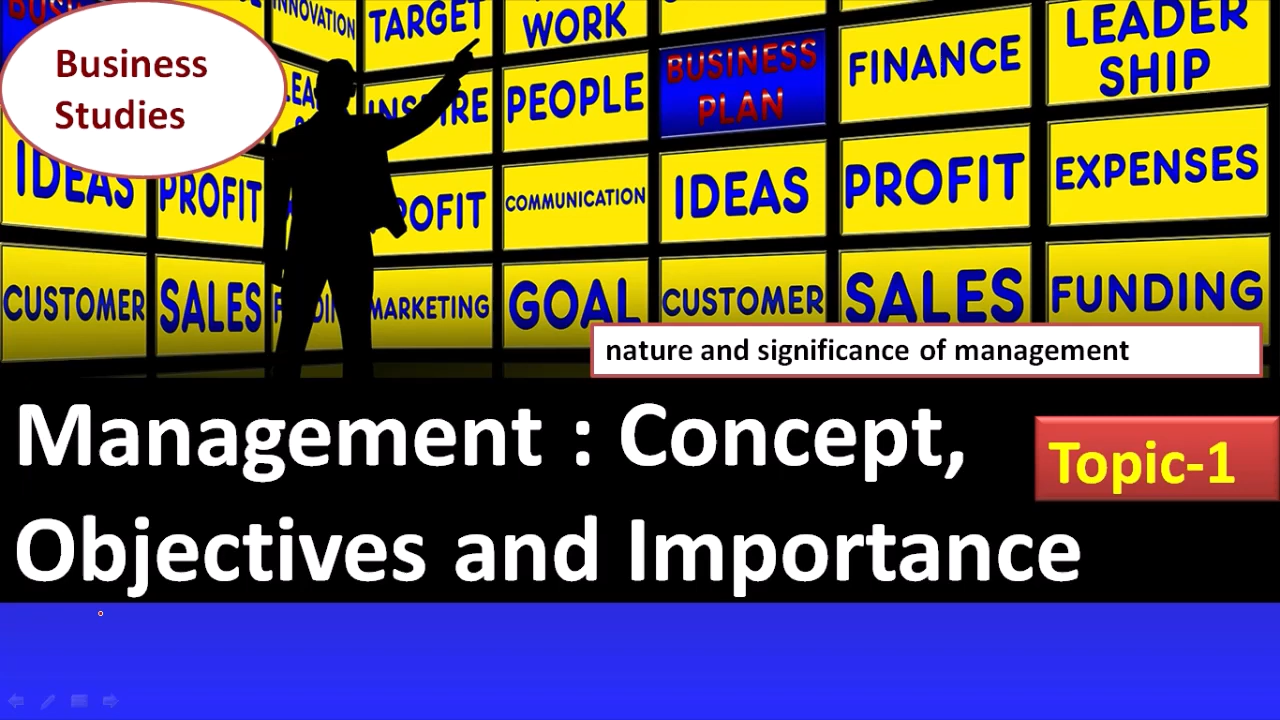 INNOVATION
TARGET
WORK
Business
Studies
BUSINESS
PLAN
FINANCE
LEADER
SHIP
PEOPLE
IDEAS
PROFIT
COMMUNICATION
IDEAS
PROFIT
EXPENSES
CUSTOMER
SALES
MARKETING
GOAL
CUSTOMER
SALES
FUNDING
nature and significance of management
Management : Concept,
Topic-1
Objectives and Importance